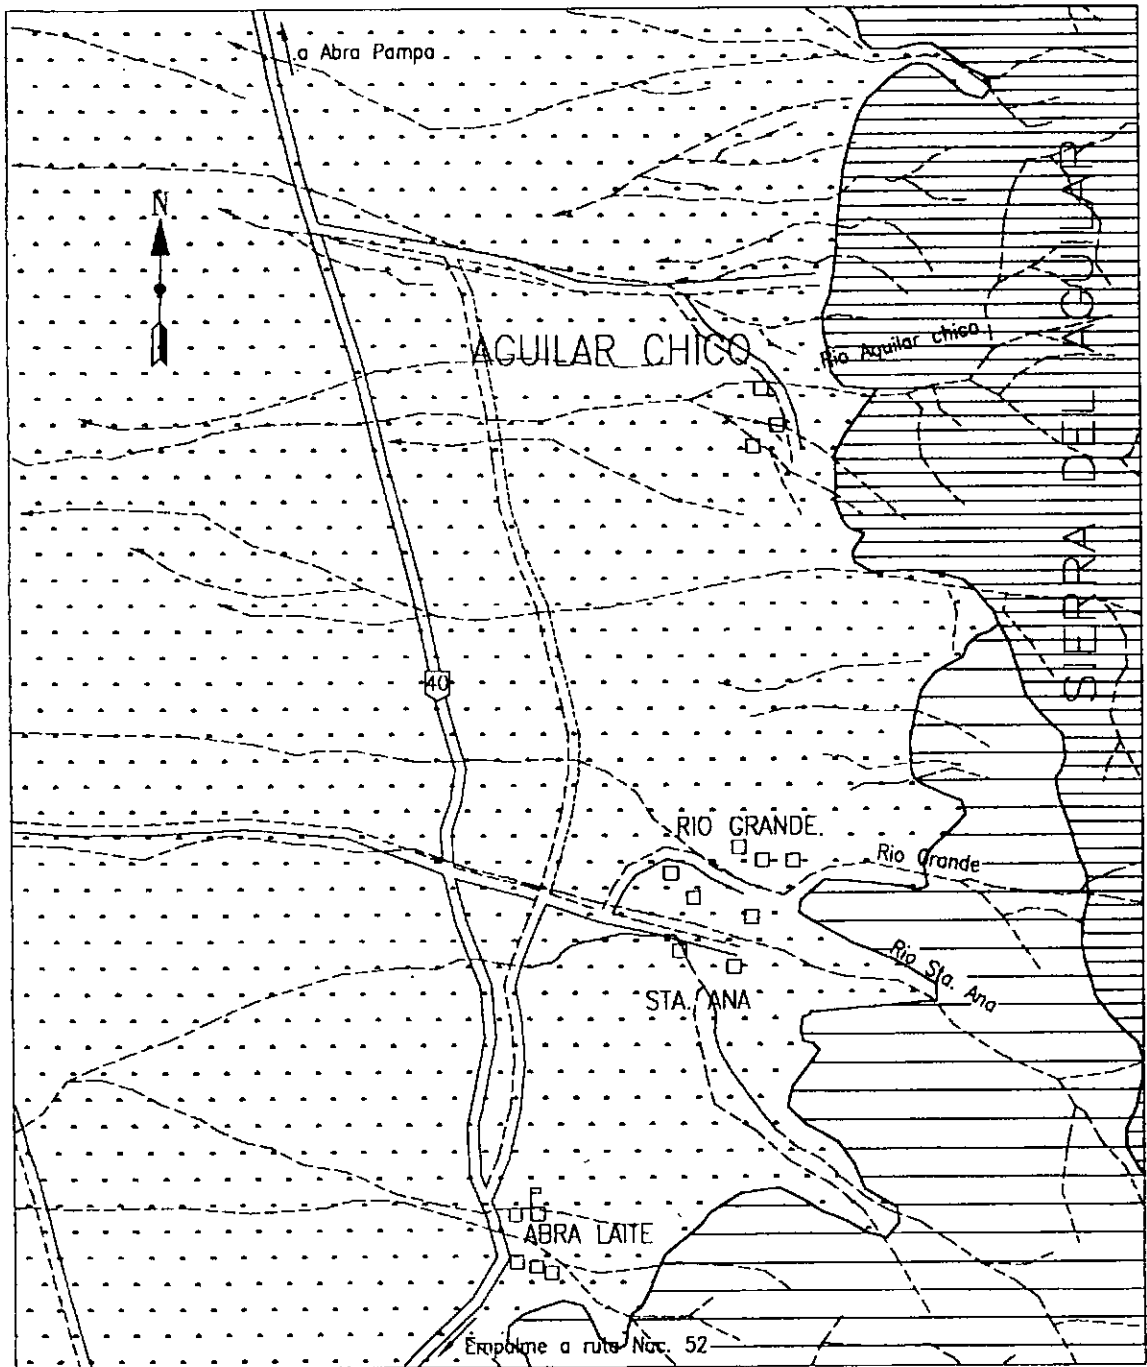 a Abra Pampa
N
AGUILAR CHICO
Rio Aguilar chico
SIERRA DEL AGUILAR
40
RIO GRANDE.
Rio Grande
Rio Sta. Ana
STA. ANA
ABRA LAITE
Empalme a ruta Nac. 52